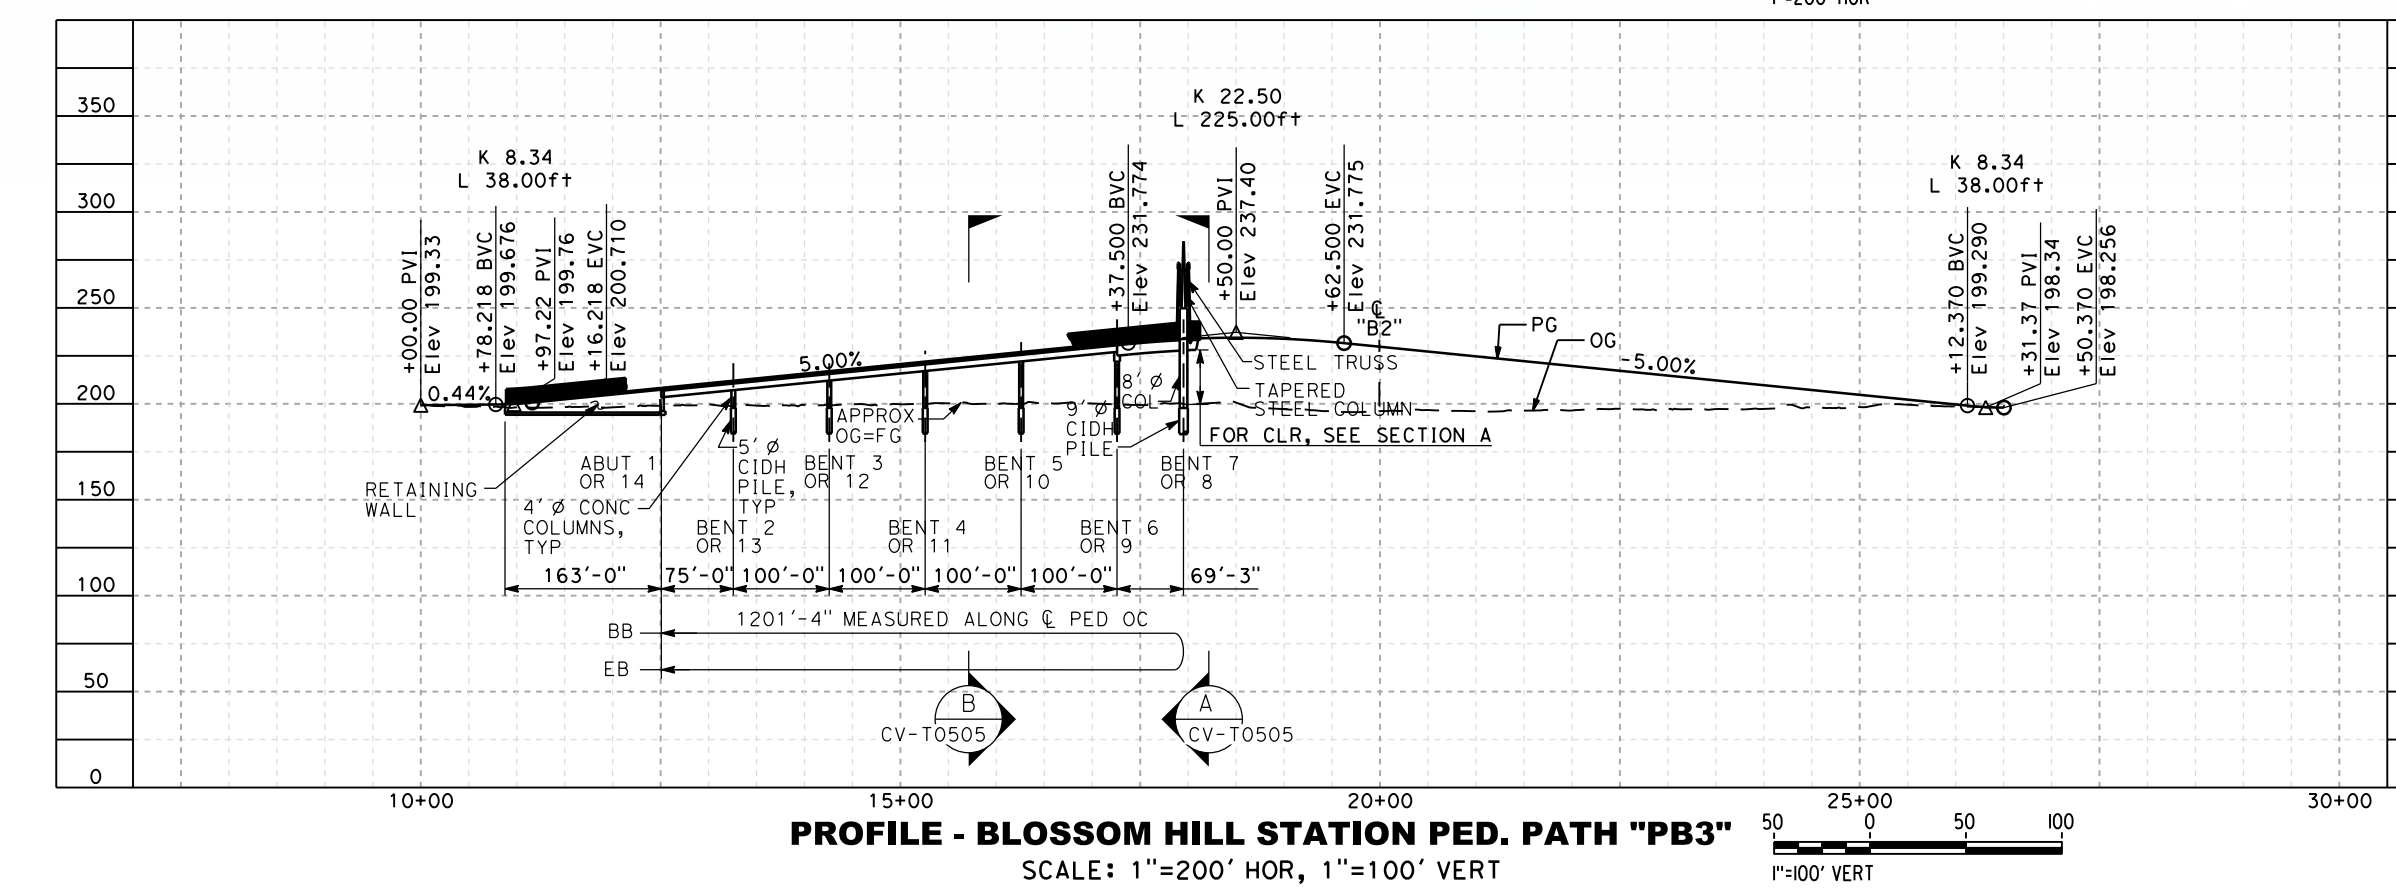 1"=200' HOR
350
300
250
200
150
100
50
0
K 8.34
L 38.00ft
+00.00 PVI
Elev 199.33
+78.218 BVC
Elev 199.676
+97.22 PVI
Elev 199.76
+16.218 EVC
Elev 200.710
K 22.50
L 225.00ft
+37.500 BVC
Elev 231.774
+50.00 PVI
Elev 237.40
+62.500 EVC
Elev 231.775
K 8.34
L 38.00ft
+12.370 BVC
Elev 199.290
+31.37 PVI
Elev 198.34
+50.370 EVC
Elev 198.256
0.44%
5.00%
-5.00%
℄
"B2"
PG
OG
STEEL TRUSS
TAPERED
STEEL COLUMN
8' Ø
COL
9' Ø
CIDH
PILE
FOR CLR, SEE SECTION A
APPROX
OG=FG
5' Ø
CIDH
PILE,
TYP
RETAINING
WALL
4' Ø CONC
COLUMNS,
TYP
ABUT 1
OR 14
BENT 2
OR 13
BENT 3
OR 12
BENT 4
OR 11
BENT 5
OR 10
BENT 6
OR 9
BENT 7
OR 8
163'-0"
75'-0"
100'-0"
100'-0"
100'-0"
100'-0"
69'-3"
1201'-4" MEASURED ALONG ℄ PED OC
BB
EB
B
CV-T0505
A
CV-T0505
10+00
15+00
20+00
25+00
30+00
PROFILE - BLOSSOM HILL STATION PED. PATH "PB3"
SCALE: 1"=200' HOR, 1"=100' VERT
50 0 50 100
1"=100' VERT